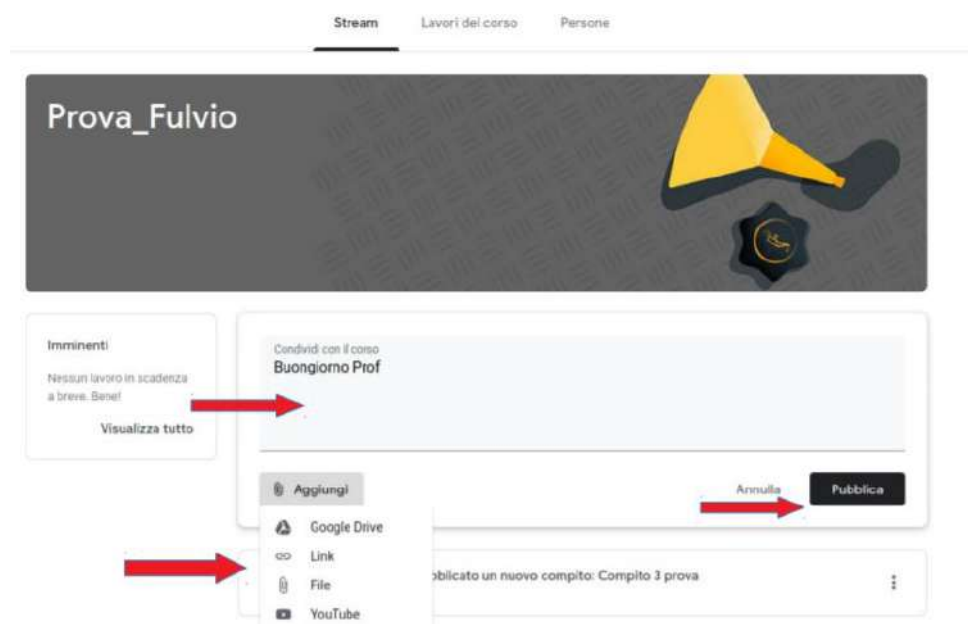 Stream Lavori del corso Persone
Prova_Fulvio
Imminenti
Nessun lavoro in scadenza
a breve. Bene!
Visualizza tutto
Condividi con il corso
Buongiorno Prof
Aggiungi
Annulla Pubblica
Google Drive
Link
File
YouTube
obblicato un nuovo compito: Compito 3 prova